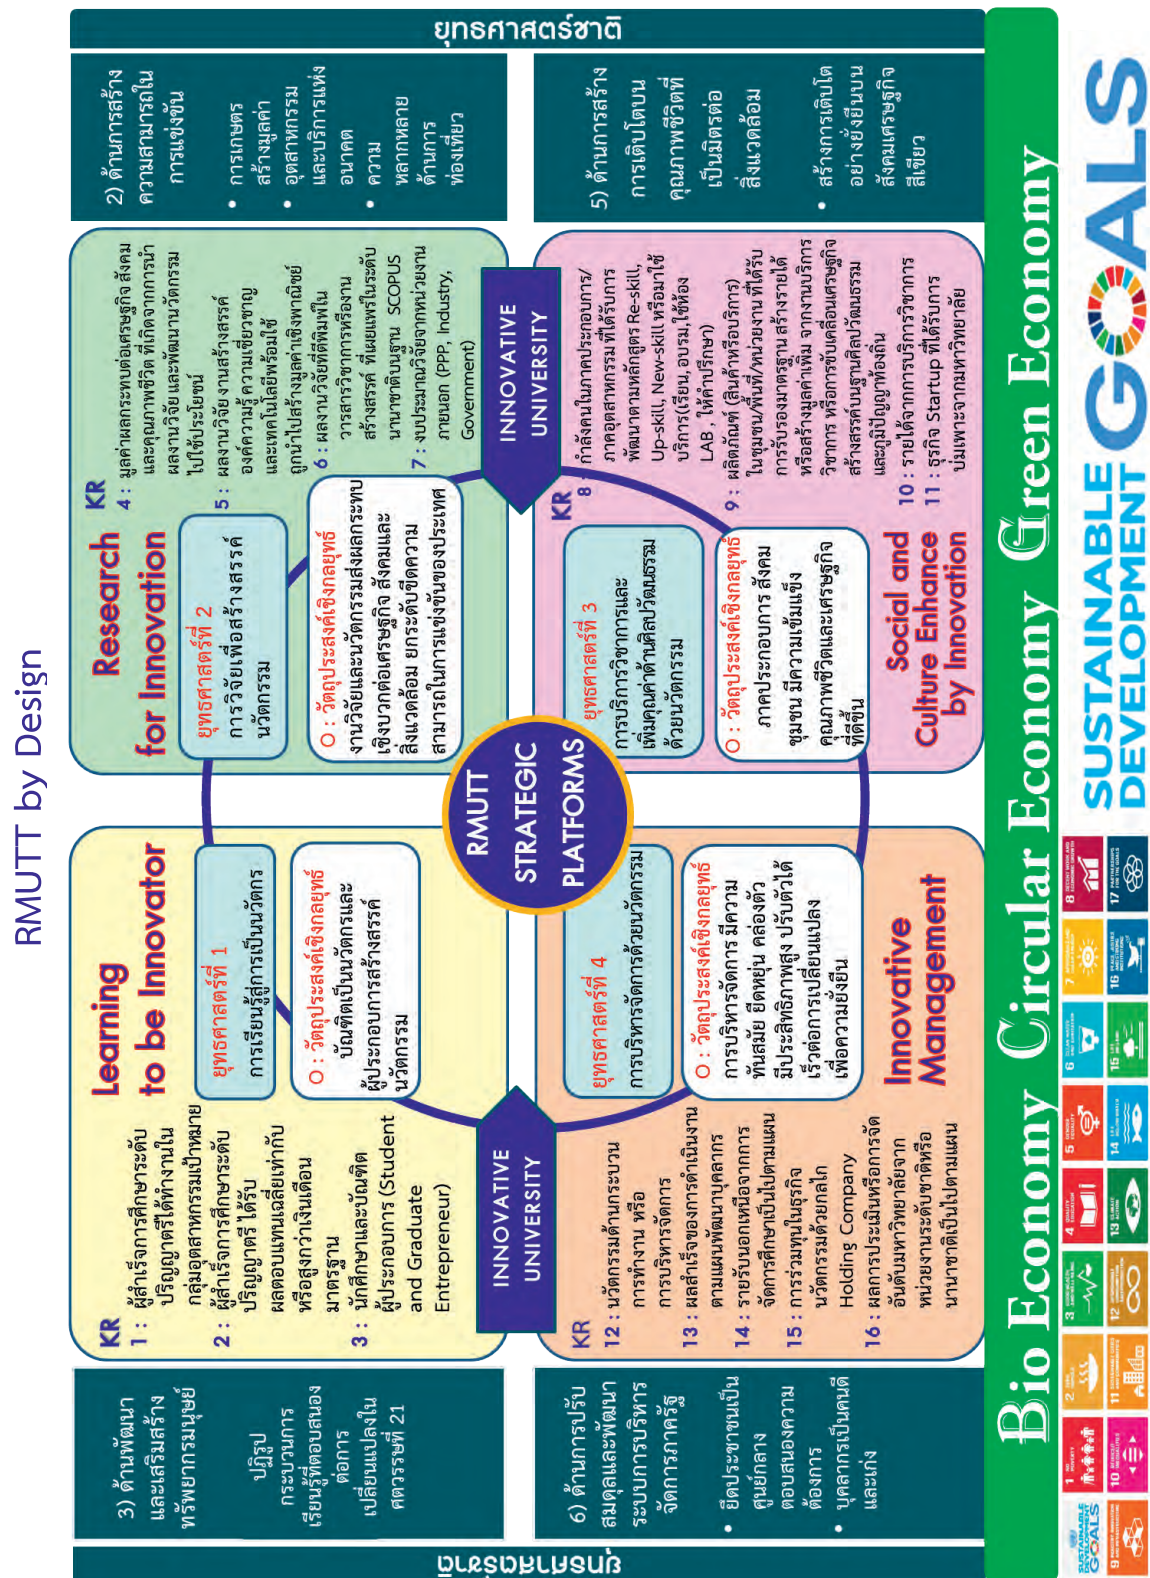 RMUTT by Design
ยุทธศาสตร์ชาติ
3) ด้านพัฒนา
และเสริมสร้าง
ทรัพยากรมนุษย์
ปฏิรูป
กระบวนการ
เรียนรู้ที่ตอบสนอง
ต่อการ
เปลี่ยนแปลงใน
ศตวรรษที่ 21
Learning
to be Innovator
ยุทธศาสตร์ที่ 1
การเรียนรู้สู่การเป็นนวัตกร
O : วัตถุประสงค์เชิงกลยุทธ์
บัณฑิตเป็นนวัตกรและ
ผู้ประกอบการสร้างสรรค์
นวัตกรรม
KR
1 : ผู้สำเร็จการศึกษาระดับ
ปริญญาตรีได้ทำงานใน
กลุ่มอุตสาหกรรมเป้าหมาย
2 : ผู้สำเร็จการศึกษาระดับ
ปริญญาตรี ได้รับ
ผลตอบแทนเฉลี่ยเท่ากับ
หรือสูงกว่าเงินเดือน
มาตรฐาน
3 : นักศึกษาและบัณฑิต
ผู้ประกอบการ (Student
and Graduate
Entrepreneur)
INNOVATIVE
UNIVERSITY
Research
for Innovation
ยุทธศาสตร์ที่ 2
การวิจัยเพื่อสร้างสรรค์
นวัตกรรม
O : วัตถุประสงค์เชิงกลยุทธ์
งานวิจัยและนวัตกรรมส่งผลกระทบ
เชิงบวกต่อเศรษฐกิจ สังคมและ
สิ่งแวดล้อม ยกระดับขีดความ
สามารถในการแข่งขันของประเทศ
KR
4 : มูลค่าผลกระทบต่อเศรษฐกิจ สังคม
และคุณภาพชีวิต ที่เกิดจากการนำ
ผลงานวิจัย และพัฒนานวัตกรรม
ไปใช้ประโยชน์
5 : ผลงานวิจัย งานสร้างสรรค์
องค์ความรู้ ความเชี่ยวชาญ
และเทคโนโลยีพร้อมใช้
ถูกนำไปสร้างมูลค่าเชิงพาณิชย์
6 : ผลงานวิจัยที่ตีพิมพ์ใน
วารสารวิชาการหรืองาน
สร้างสรรค์ ที่เผยแพร่ในระดับ
นานาชาติบนฐาน SCOPUS
7 : งบประมาณวิจัยจากหน่วยงาน
ภายนอก (PPP, Industry,
Government)
INNOVATIVE
UNIVERSITY
2) ด้านการสร้าง
ความสามารถใน
การแข่งขัน
• การเกษตร
สร้างมูลค่า
• อุตสาหกรรม
และบริการแห่ง
อนาคต
• ความ
หลากหลาย
ด้านการ
ท่องเที่ยว
ยุทธศาสตร์ชาติ
RMUTT
STRATEGIC
PLATFORMS
6) ด้านการปรับ
สมดุลและพัฒนา
ระบบการบริหาร
จัดการภาครัฐ
• ยึดประชาชนเป็น
ศูนย์กลาง
ตอบสนองความ
ต้องการ
• บุคลากรเป็นคนดี
และเก่ง
KR
12 : นวัตกรรมด้านกระบวน
การทำงาน หรือ
การบริหารจัดการ
13 : ผลสำเร็จของการดำเนินงาน
ตามแผนพัฒนาบุคลากร
14 : รายรับนอกเหนือจากการ
จัดการศึกษาเป็นไปตามแผน
15 : การร่วมทุนในธุรกิจ
นวัตกรรมด้วยกลไก
Holding Company
16 : ผลการประเมินหรือการจัด
อันดับมหาวิทยาลัยจาก
หน่วยงานระดับชาติหรือ
นานาชาติเป็นไปตามแผน
ยุทธศาสตร์ที่ 4
การบริหารจัดการด้วยนวัตกรรม
O : วัตถุประสงค์เชิงกลยุทธ์
การบริหารจัดการ มีความ
ทันสมัย ยืดหยุ่น คล่องตัว
มีประสิทธิภาพสูง ปรับตัวได้
เร็วต่อการเปลี่ยนแปลง
เพื่อความยั่งยืน
Innovative
Management
ยุทธศาสตร์ที่ 3
การบริการวิชาการและ
เพิ่มคุณค่าด้านศิลปวัฒนธรรม
ด้วยนวัตกรรม
O : วัตถุประสงค์เชิงกลยุทธ์
ภาคประกอบการ สังคม
ชุมชน มีความเข้มแข็ง
คุณภาพชีวิตและเศรษฐกิจ
ที่ดีขึ้น
Social and
Culture Enhance
by Innovation
KR
8 : กำลังคนในภาคประกอบการ/
ภาคอุตสาหกรรม ที่ได้รับการ
พัฒนาตามหลักสูตร Re-skill,
Up-skill, New-skill หรือมาใช้
บริการ((เรียน,อบรม,ใช้ห้อง
LAB , ให้คำปรึกษา)
9 : ผลิตภัณฑ์ (สินค้าหรือบริการ)
ในชุมชน/พื้นที่/หน่วยงาน ที่ได้รับ
การรับรองมาตรฐาน สร้างรายได้
หรือสร้างมูลค่าเพิ่ม จากงานบริการ
วิชาการ หรือการขับเคลื่อนเศรษฐกิจ
สร้างสรรค์บนฐานศิลปวัฒนธรรม
และภูมิปัญญาท้องถิ่น
10 : รายได้จากการบริการวิชาการ
11 : ธุรกิจ Startup ที่ได้รับการ
บ่มเพาะจากมหาวิทยาลัย
5) ด้านการสร้าง
การเติบโตบน
คุณภาพชีวิตที่
เป็นมิตรต่อ
สิ่งแวดล้อม
• สร้างการเติบโต
อย่างยั่งยืนบน
สังคมเศรษฐกิจ
สีเขียว
Bio Economy Circular Economy Green Economy
SUSTAINABLE
DEVELOPMENT
GOALS
1 NO POVERTY
2
3
4 QUALITY EDUCATION
5 GENDER EQUALITY
6 CLEAN WATER AND SANITATION
7
8 DECENT WORK AND ECONOMIC GROWTH
9
10 REDUCED INEQUALITIES
11
12
13 CLIMATE ACTION
14
15
16
17 PARTNERSHIPS FOR THE GOALS
SUSTAINABLE
DEVELOPMENT GOALS